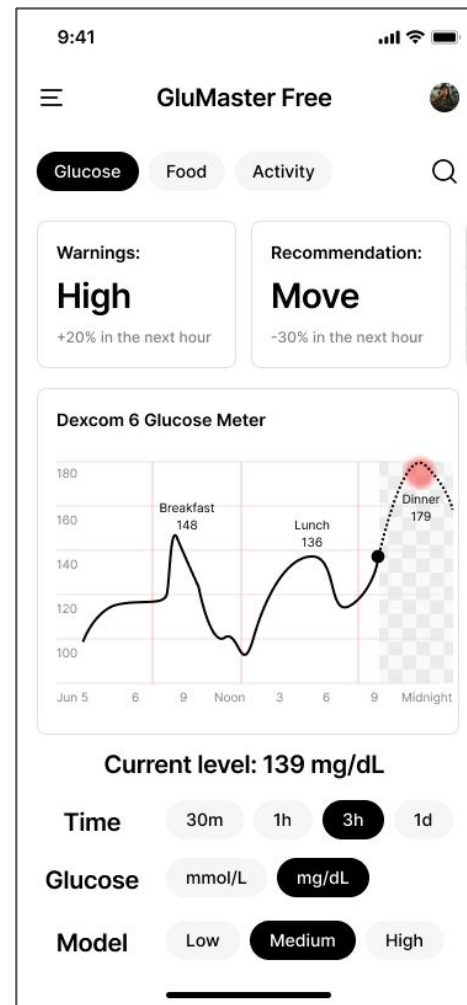 9:41
GluMaster Free
Glucose Food Activity
Warnings: Recommendation:
High Move
+20% in the next hour -30% in the next hour
Dexcom 6 Glucose Meter
180
160
140
120
100
Breakfast
148
Lunch
136
Dinner
179
Jun 5 6 9 Noon 3 6 9 Midnight
Current level: 139 mg/dL
Time 30m 1h 3h 1d
Glucose mmol/L mg/dL
Model Low Medium High